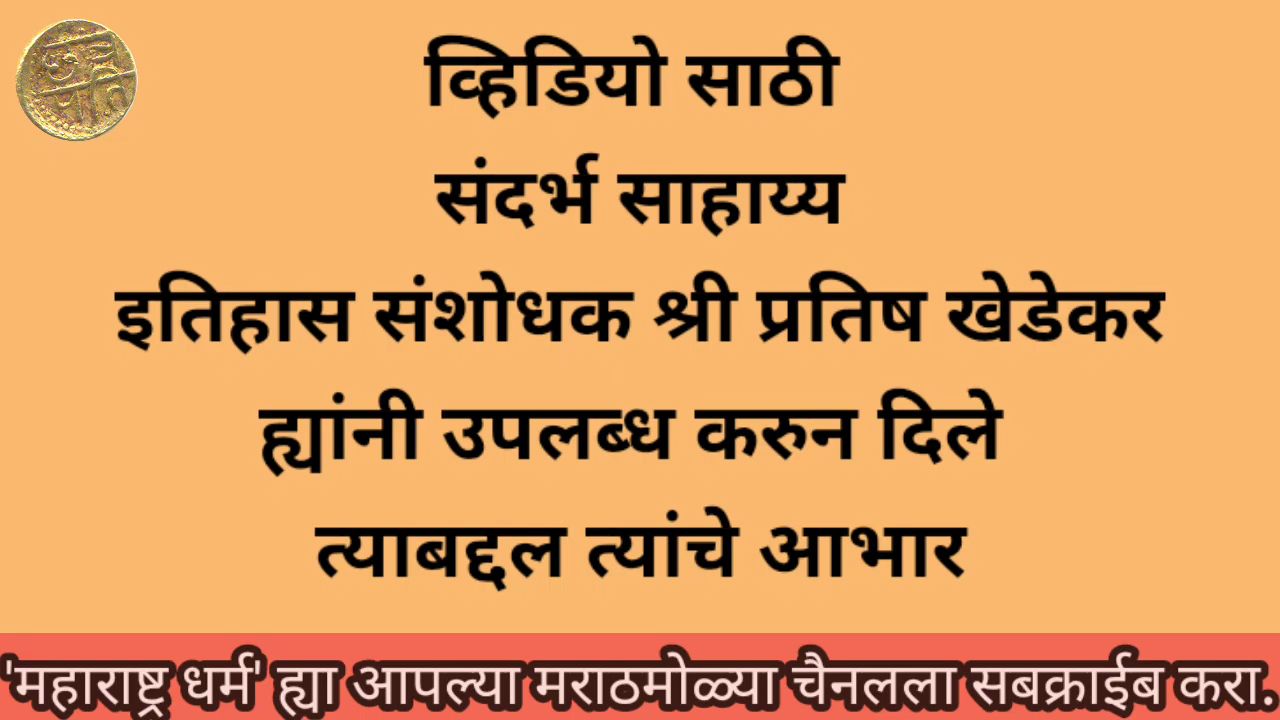 व्हिडियो साठी
संदर्भ साहाय्य
इतिहास संशोधक श्री प्रतिष खेडेकर
ह्यांनी उपलब्ध करुन दिले
त्याबद्दल त्यांचे आभार
'महाराष्ट्र धर्म' ह्या आपल्या मराठमोळ्या चैनलला सबक्राईब करा.